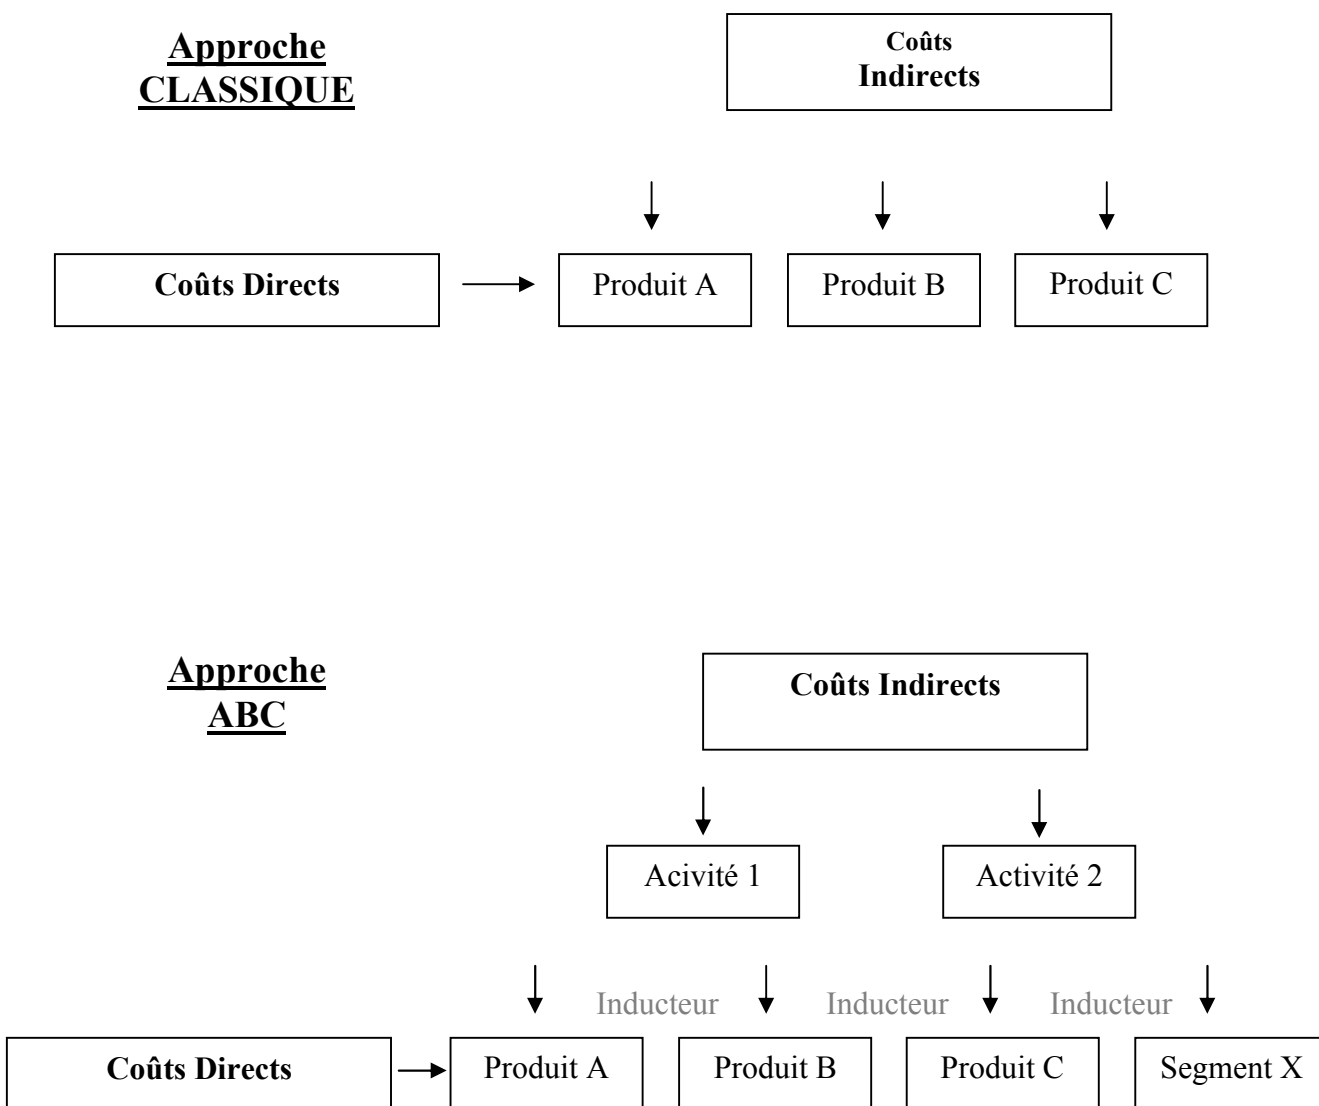 Approche
CLASSIQUE
Coûts
Indirects
Coûts Directs
Produit A
Produit B
Produit C
Approche
ABC
Coûts Indirects
Acivité 1
Activité 2
Inducteur
Inducteur
Inducteur
Coûts Directs
Produit A
Produit B
Produit C
Segment X